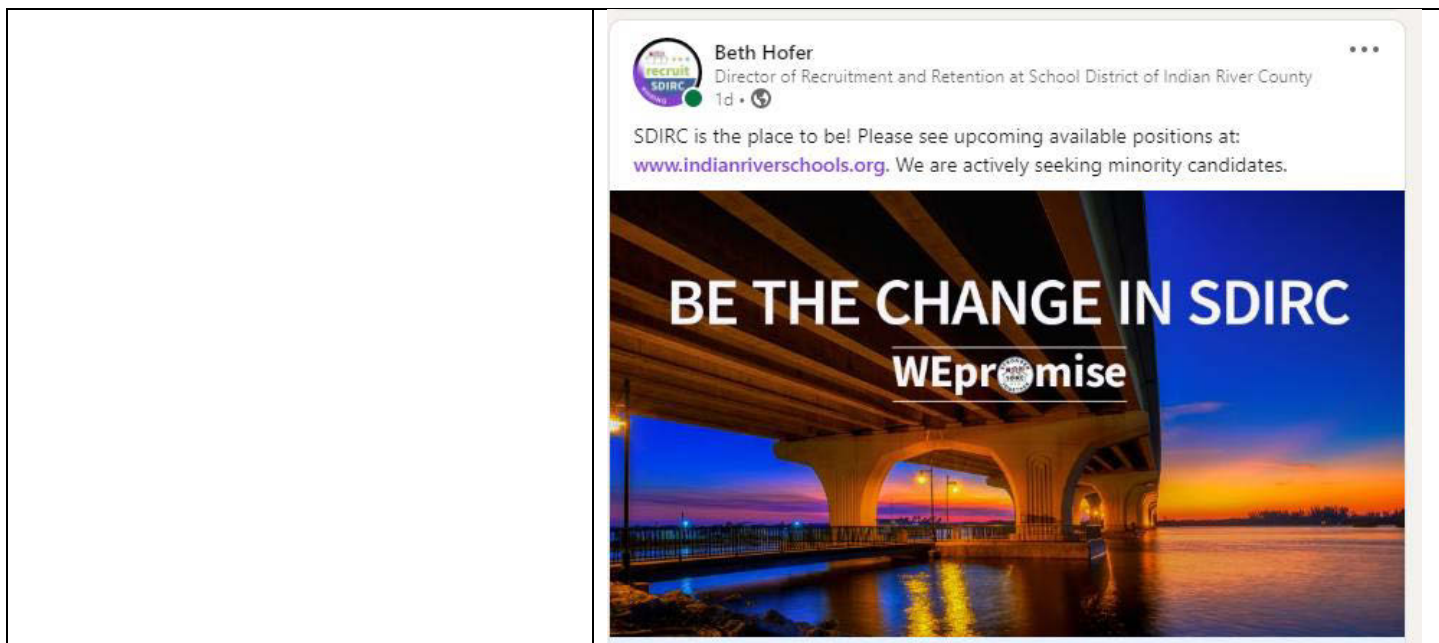 Beth Hofer
Director of Recruitment and Retention at School District of Indian River County
1d •
SDIRC is the place to be! Please see upcoming available positions at:
www.indianriverschools.org. We are actively seeking minority candidates.
recruit
SDIRC
BE THE CHANGE IN SDIRC
WEpromise